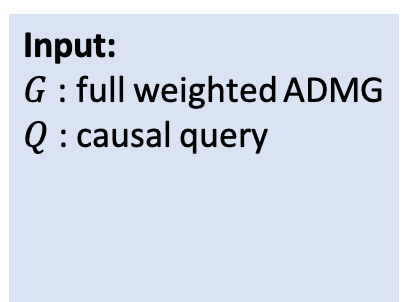 Input:
G : full weighted ADMG
Q : causal query